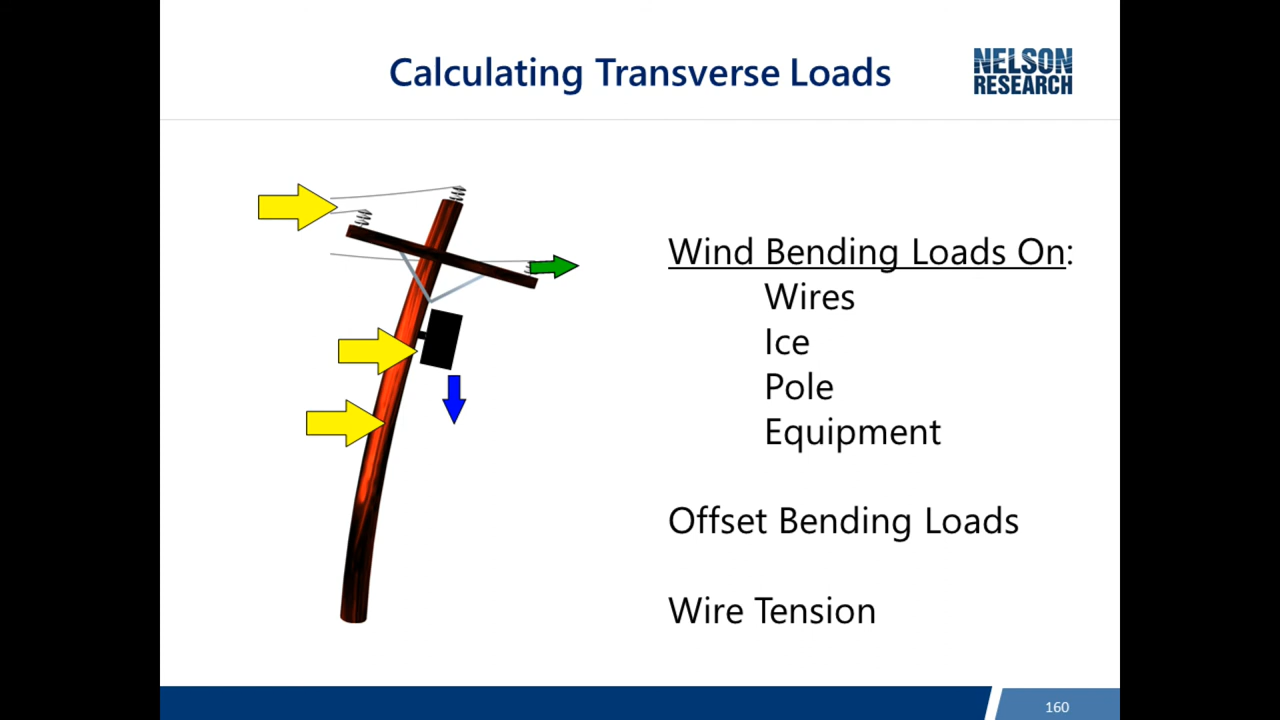 Calculating Transverse Loads
NELSON
RESEARCH
Wind Bending Loads On:
Wires
Ice
Pole
Equipment
Offset Bending Loads
Wire Tension
160